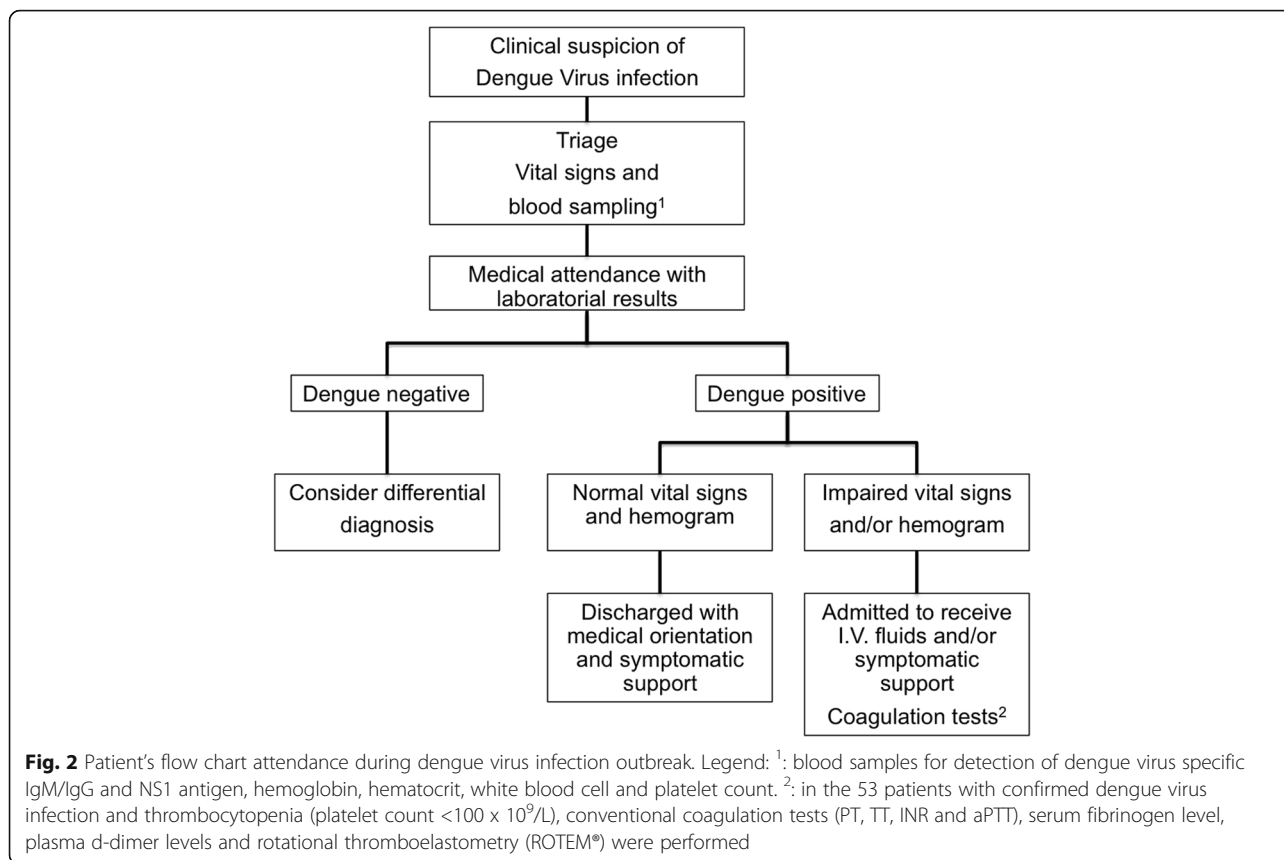 Clinical suspicion of
Dengue Virus infection
Triage
Vital signs and
blood sampling¹
Medical attendance with
laboratorial results
Dengue negative
Dengue positive
Consider differential
diagnosis
Normal vital signs
and hemogram
Impaired vital signs
and/or hemogram
Discharged with
medical orientation
and symptomatic
support
Admitted to receive
I.V. fluids and/or
symptomatic
support
Coagulation tests²
Fig. 2 Patient's flow chart attendance during dengue virus infection outbreak. Legend: ¹: blood samples for detection of dengue virus specific
IgM/IgG and NS1 antigen, hemoglobin, hematocrit, white blood cell and platelet count. ²: in the 53 patients with confirmed dengue virus
infection and thrombocytopenia (platelet count <100 x 10⁹/L), conventional coagulation tests (PT, TT, INR and aPTT), serum fibrinogen level,
plasma d-dimer levels and rotational thromboelastometry (ROTEM®) were performed